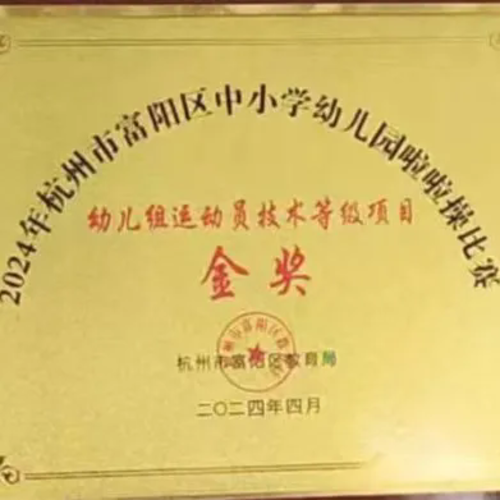 2024年杭州市富阳区中小学幼儿园啦啦操比赛
幼儿组运动员技术等级项目
金奖
杭州市富阳区教育局
二〇二四年四月